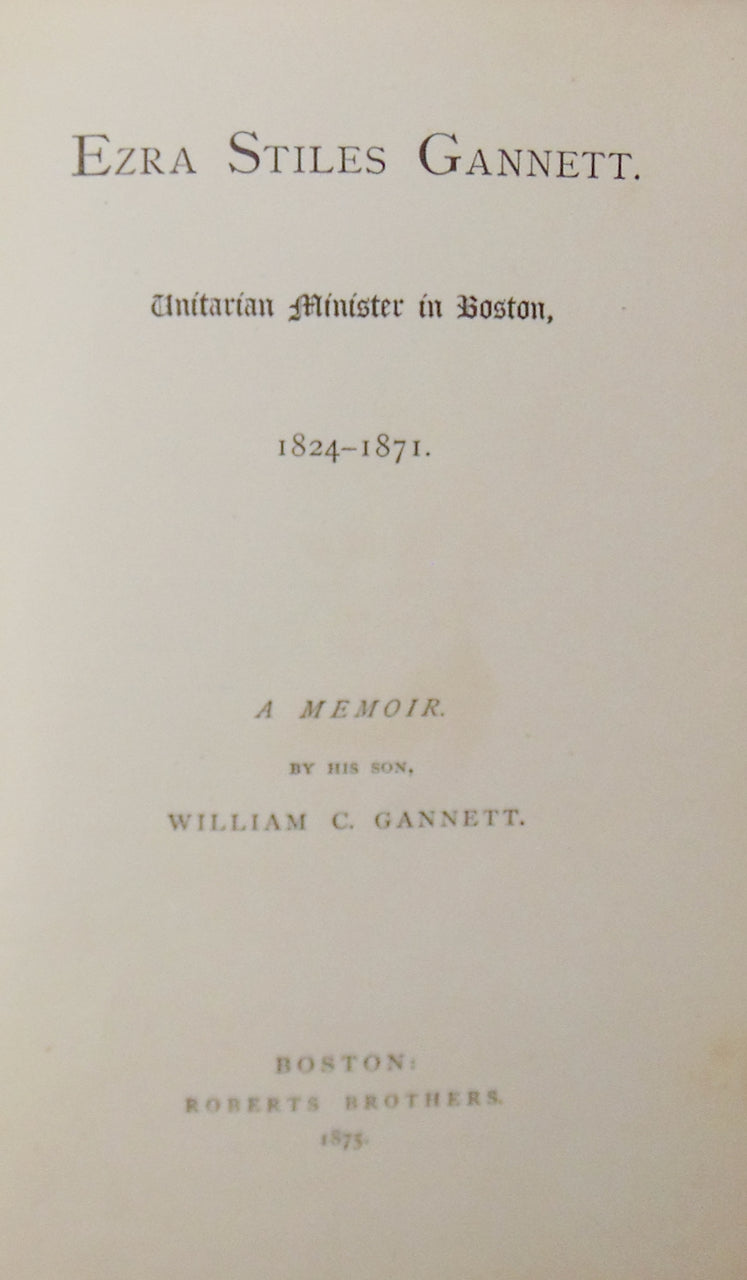 EZRA STILES GANNETT.
Unitarian Minister in Boston,
1824–1871.
A MEMOIR.
BY HIS SON,
WILLIAM C. GANNETT.
BOSTON:
ROBERTS BROTHERS.
1875.